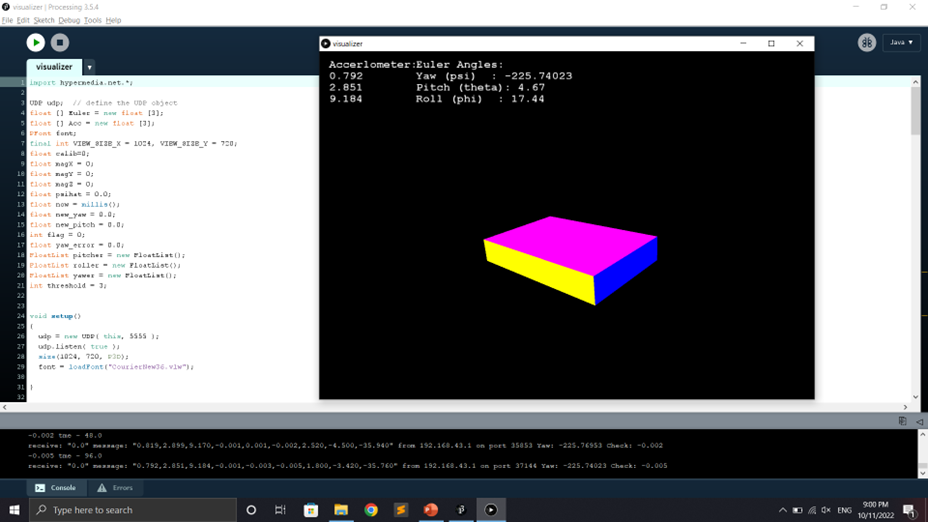 visualizer | Processing 3.5.4
File Edit Sketch Debug Tools Help
Java ▾
visualizer
1 import hypermedia.net.*;
2
3 UDP udp;  // define the UDP object
4 float [] Euler = new float [3];
5 float [] Acc = new float [3];
6 PFont font;
7 final int VIEW_SIZE_X = 1024, VIEW_SIZE_Y = 720;
8 float calib=0;
9 float magX = 0;
10 float magY = 0;
11 float magZ = 0;
12 float psihat = 0.0;
13 float now = millis();
14 float new_yaw = 0.0;
15 float new_pitch = 0.0;
16 int flag = 0;
17 float yaw_error = 0.0;
18 FloatList pitcher = new FloatList();
19 FloatList roller = new FloatList();
20 FloatList yawer = new FloatList();
21 int threshold = 3;
22
23
24 void setup()
25 {
26 udp = new UDP( this, 5555 );
27 udp.listen( true );
28 size(1024, 720, P3D);
29 font = loadFont("CourierNew36.vlw");
30
31 }
32
visualizer
Accerlometer:Euler Angles:
0.792 Yaw (psi) : -225.74023
2.851 Pitch (theta): 4.67
9.184 Roll (phi) : 17.44
-0.002 tme - 48.0
receive: "0.0" message: "0.819,2.899,9.170,-0.001,0.001,-0.002,2.520,-4.500,-35.940" from 192.168.43.1 on port 35853 Yaw: -225.76953 Check: -0.002
-0.005 tme - 96.0
receive: "0.0" message: "0.792,2.851,9.184,-0.001,-0.003,-0.005,1.800,-3.420,-35.760" from 192.168.43.1 on port 37144 Yaw: -225.74023 Check: -0.005
Console Errors
Type here to search
ENG
9:00 PM
10/11/2022
1